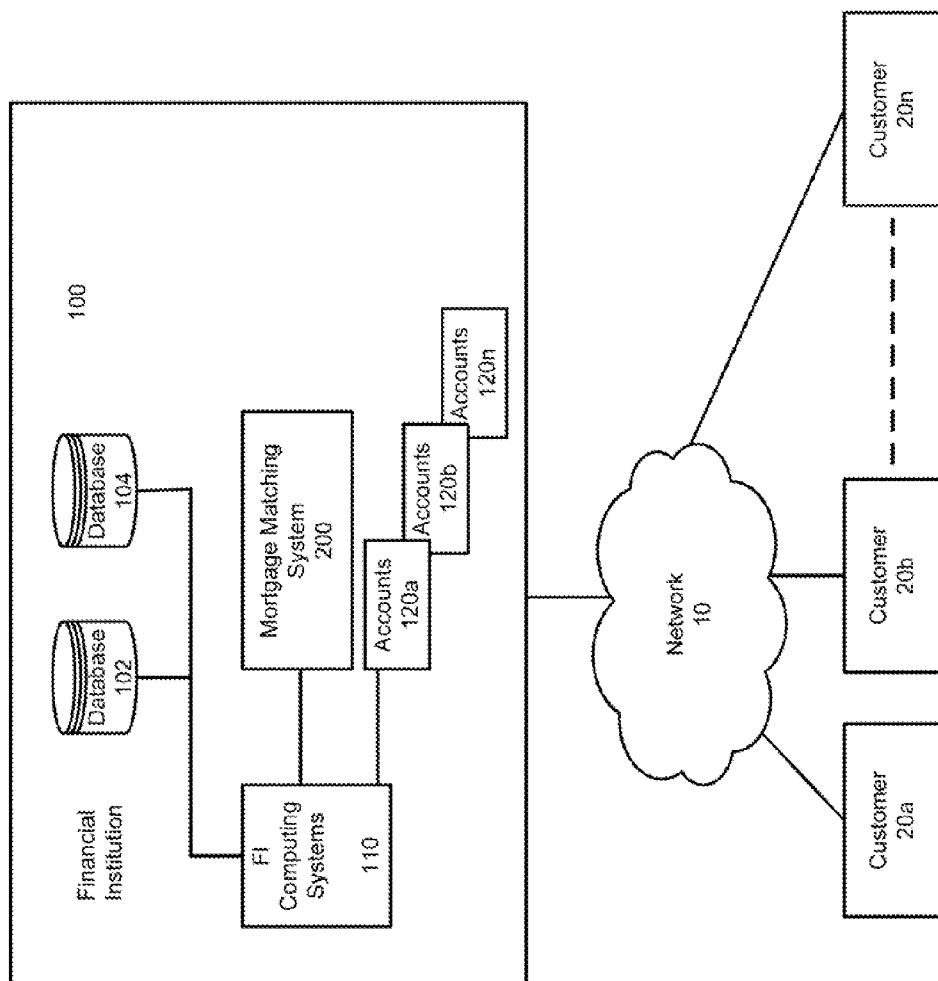 Financial
Institution
Database
102
Database
104
100
FI
Computing
Systems
110
Mortgage Matching
System
200
Accounts
120a
Accounts
120b
Accounts
120n
Network
10
Customer
20a
Customer
20b
Customer
20n